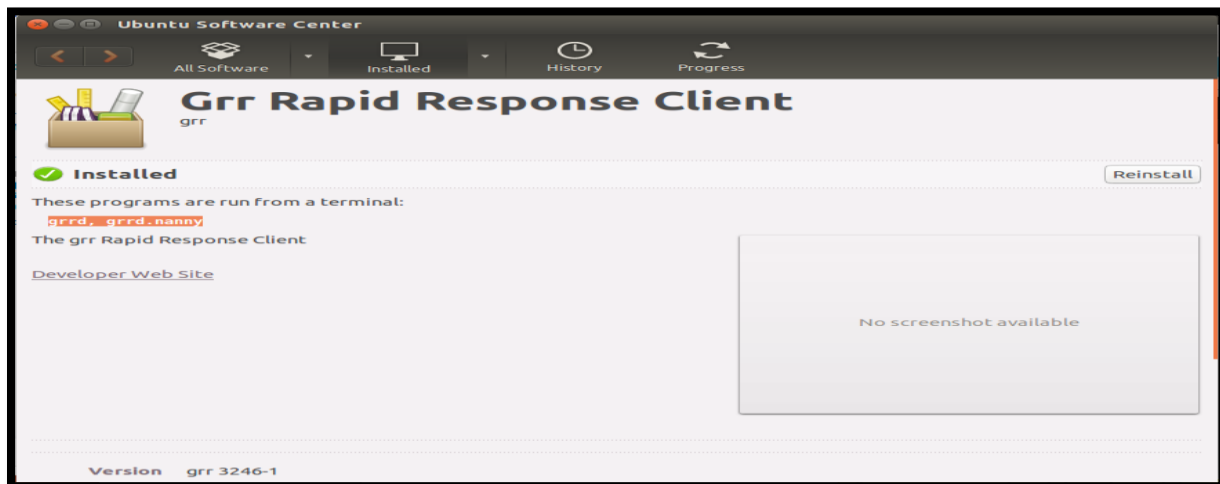 Ubuntu Software Center
All Software
Installed
History
Progress
Grr Rapid Response Client
grr
Installed
Reinstall
These programs are run from a terminal:
grrd, grrd.nanny
The grr Rapid Response Client
Developer Web Site
No screenshot available
Version grr 3246-1